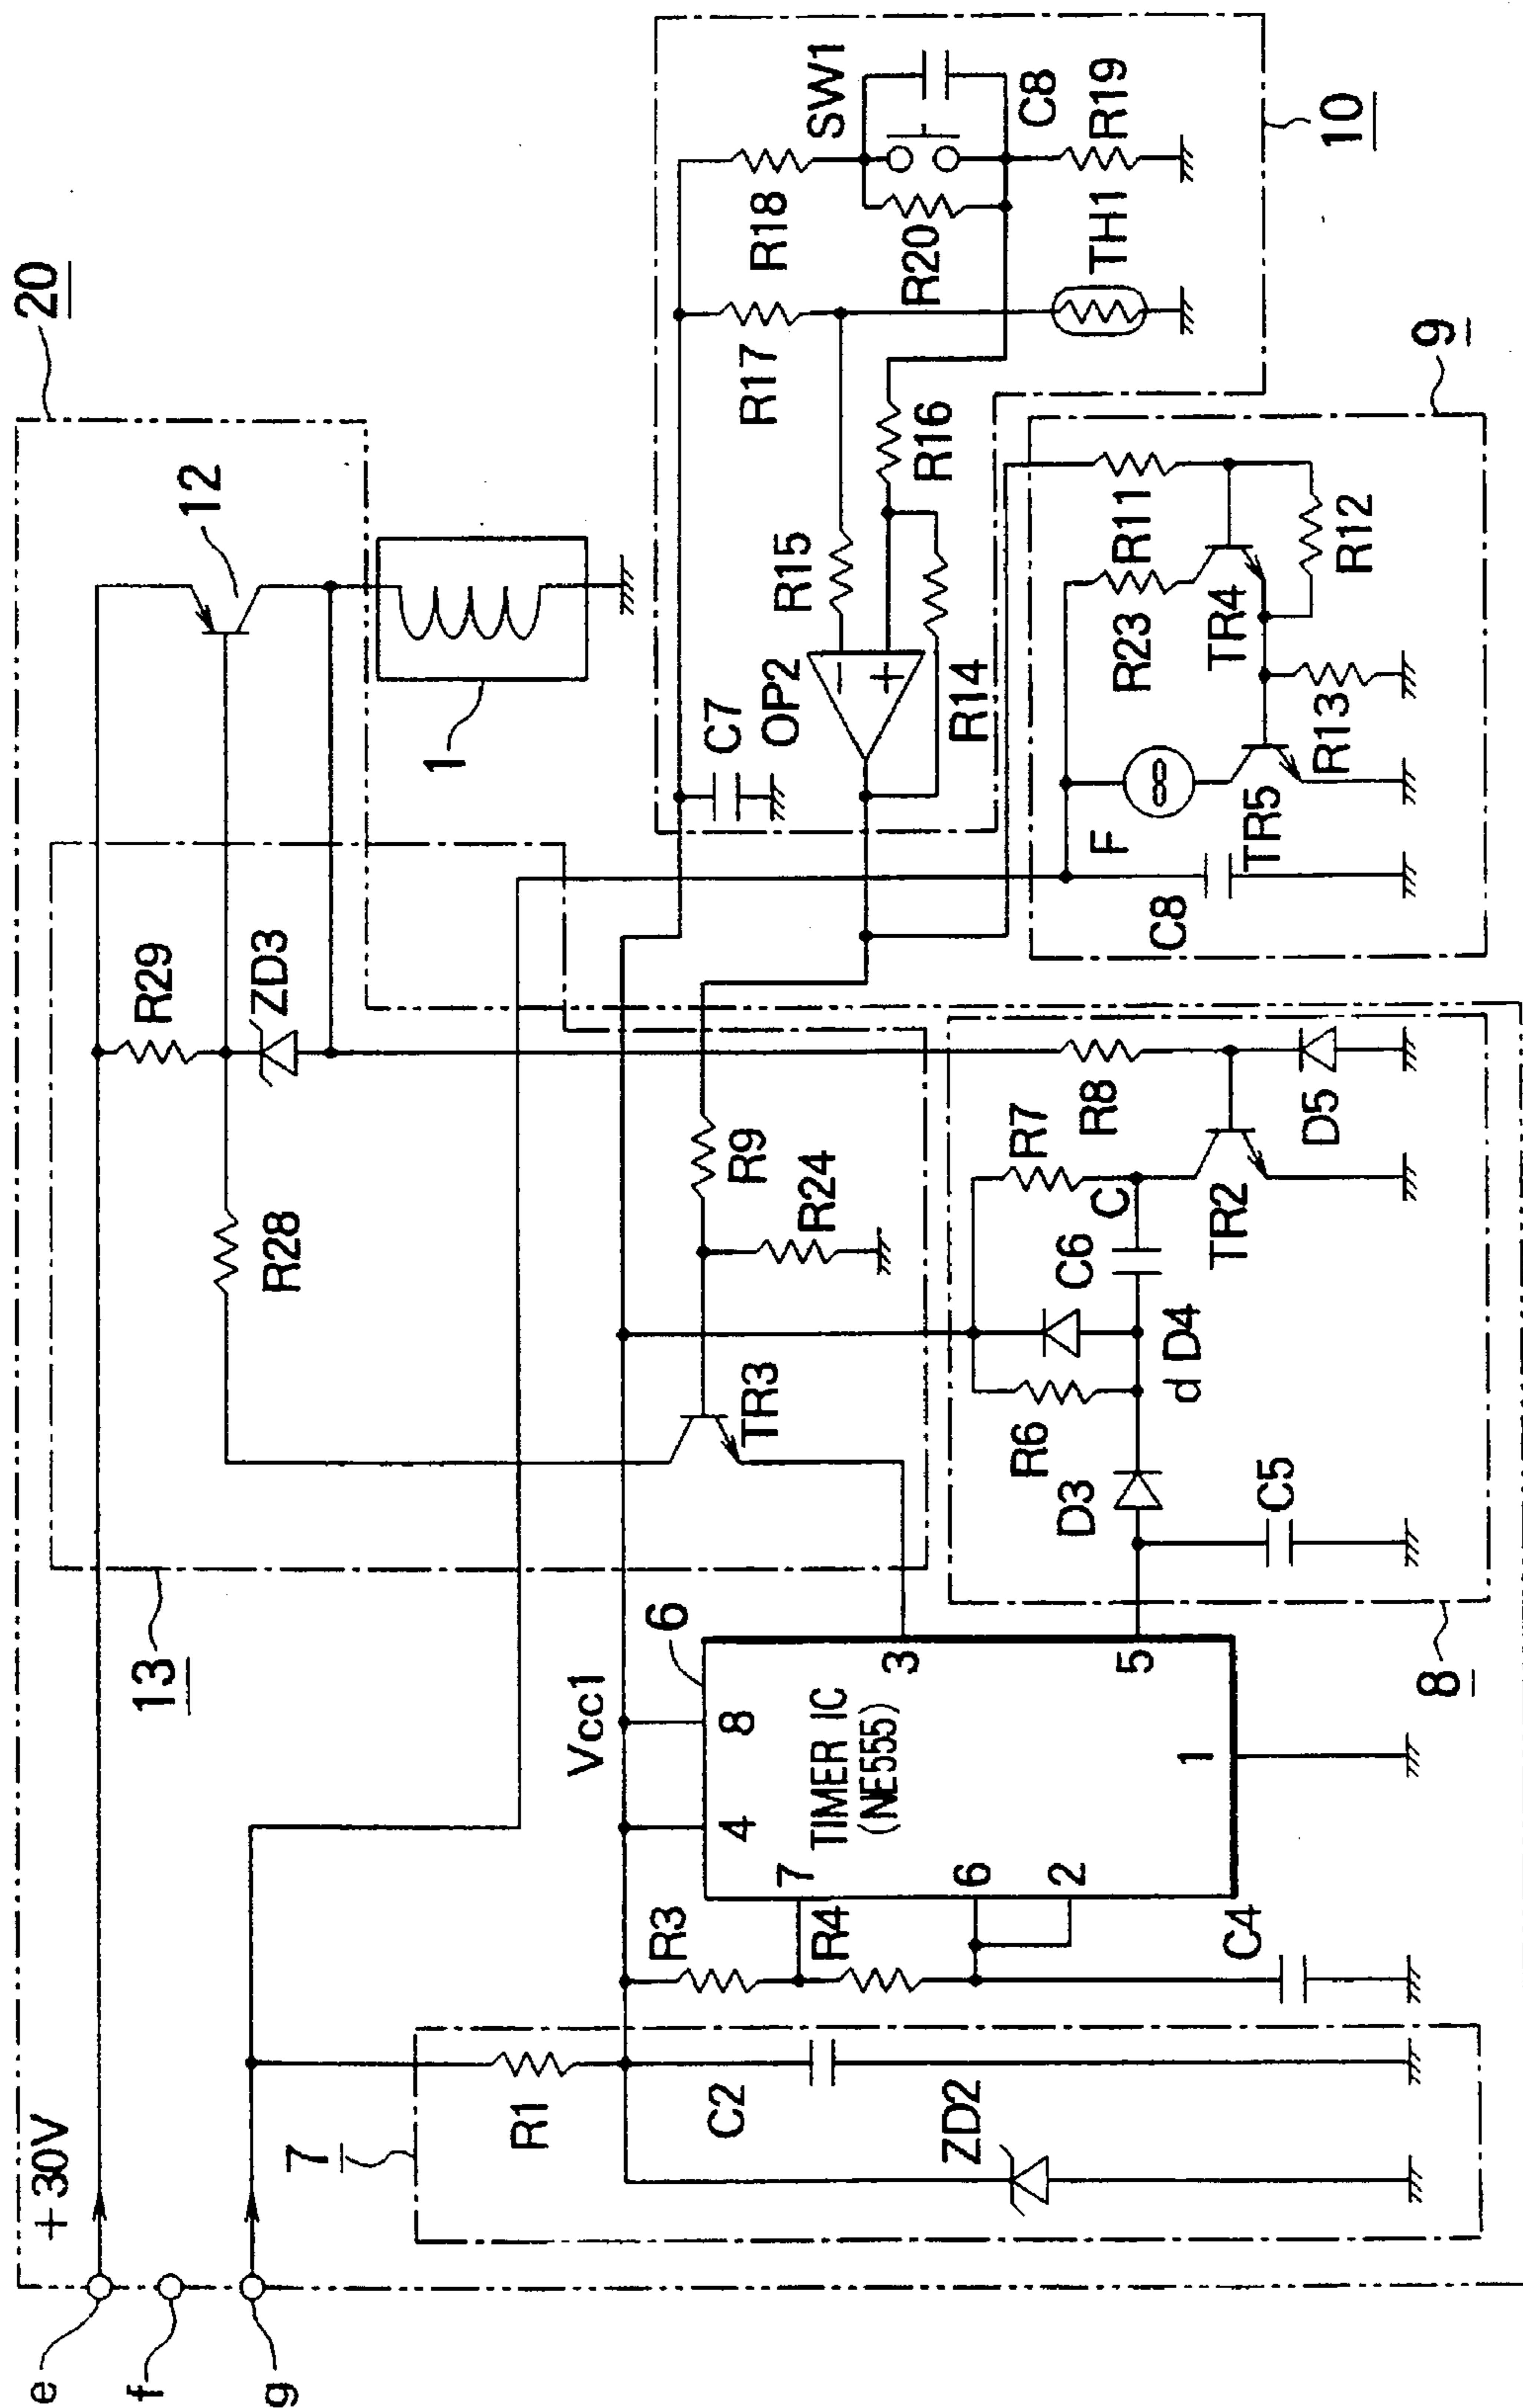 e
f
g
+30V
20
13
R29
ZD3
12
R28
1
7
R1
C2
ZD2
Vcc1
6
R3
R4
C4
4
8
7
6
2
3
5
1
TIMER IC
(NE555)
TR3
R9
R24
8
D3
R6
d
D4
C6
C
R7
C5
R8
TR2
D5
C7
OP2
−
+
R14
R15
R16
R17
R18
R20
SW1
C8
R19
TH1
10
9
C8
F
TR5
R13
TR4
R23
R11
R12